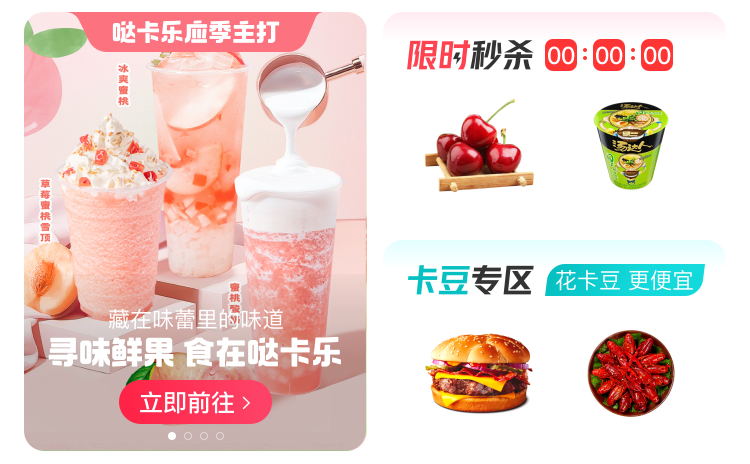 哒卡乐应季主打
冰爽蜜桃
草莓蜜桃雪顶
蜜桃
藏在味蕾里的味道
寻味鲜果 食在哒卡乐
立即前往 >
限时秒杀 00:00:00
汤达人
卡豆专区 花卡豆 更便宜